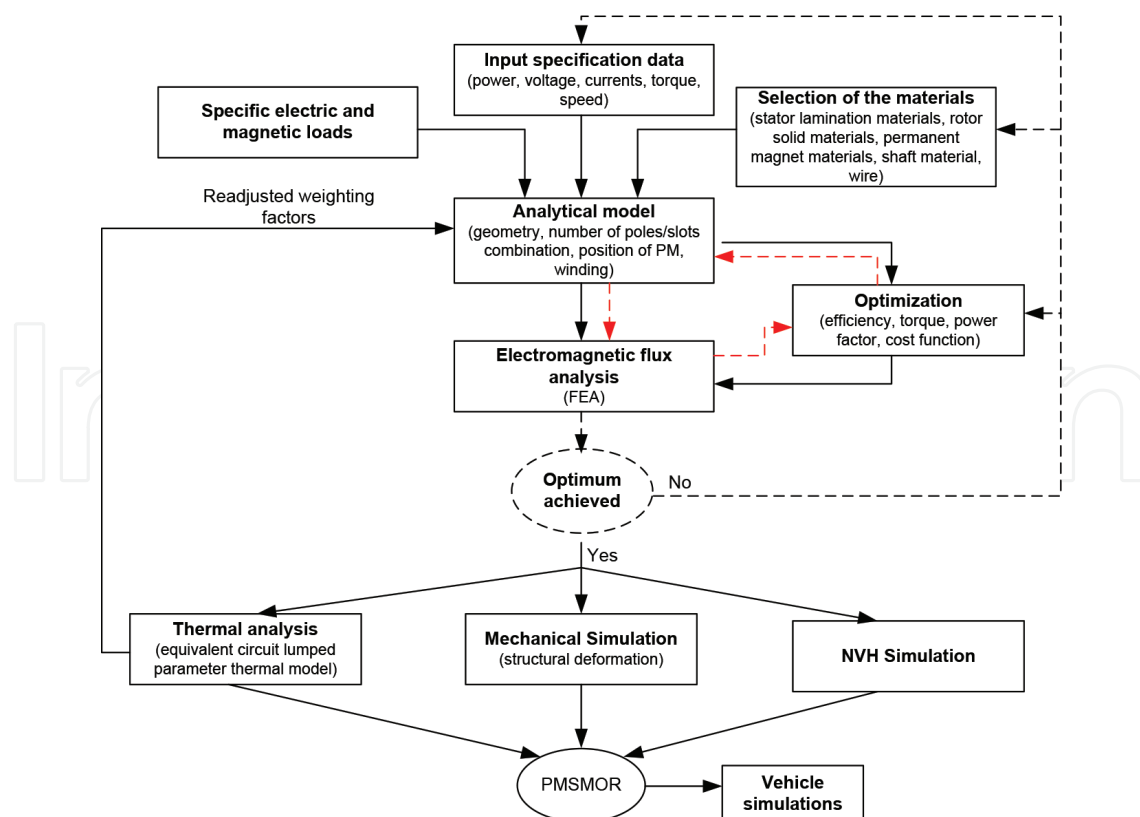 Input specification data
(power, voltage, currents, torque,
speed)
Specific electric and
magnetic loads
Selection of the materials
(stator lamination materials, rotor
solid materials, permanent
magnet materials, shaft material,
wire)
Readjusted weighting
factors
Analytical model
(geometry, number of poles/slots
combination, position of PM,
winding)
Optimization
(efficiency, torque, power
factor, cost function)
Electromagnetic flux
analysis
(FEA)
Optimum
achieved
No
Yes
Thermal analysis
(equivalent circuit lumped
parameter thermal model)
Mechanical Simulation
(structural deformation)
NVH Simulation
PMSMOR
Vehicle
simulations